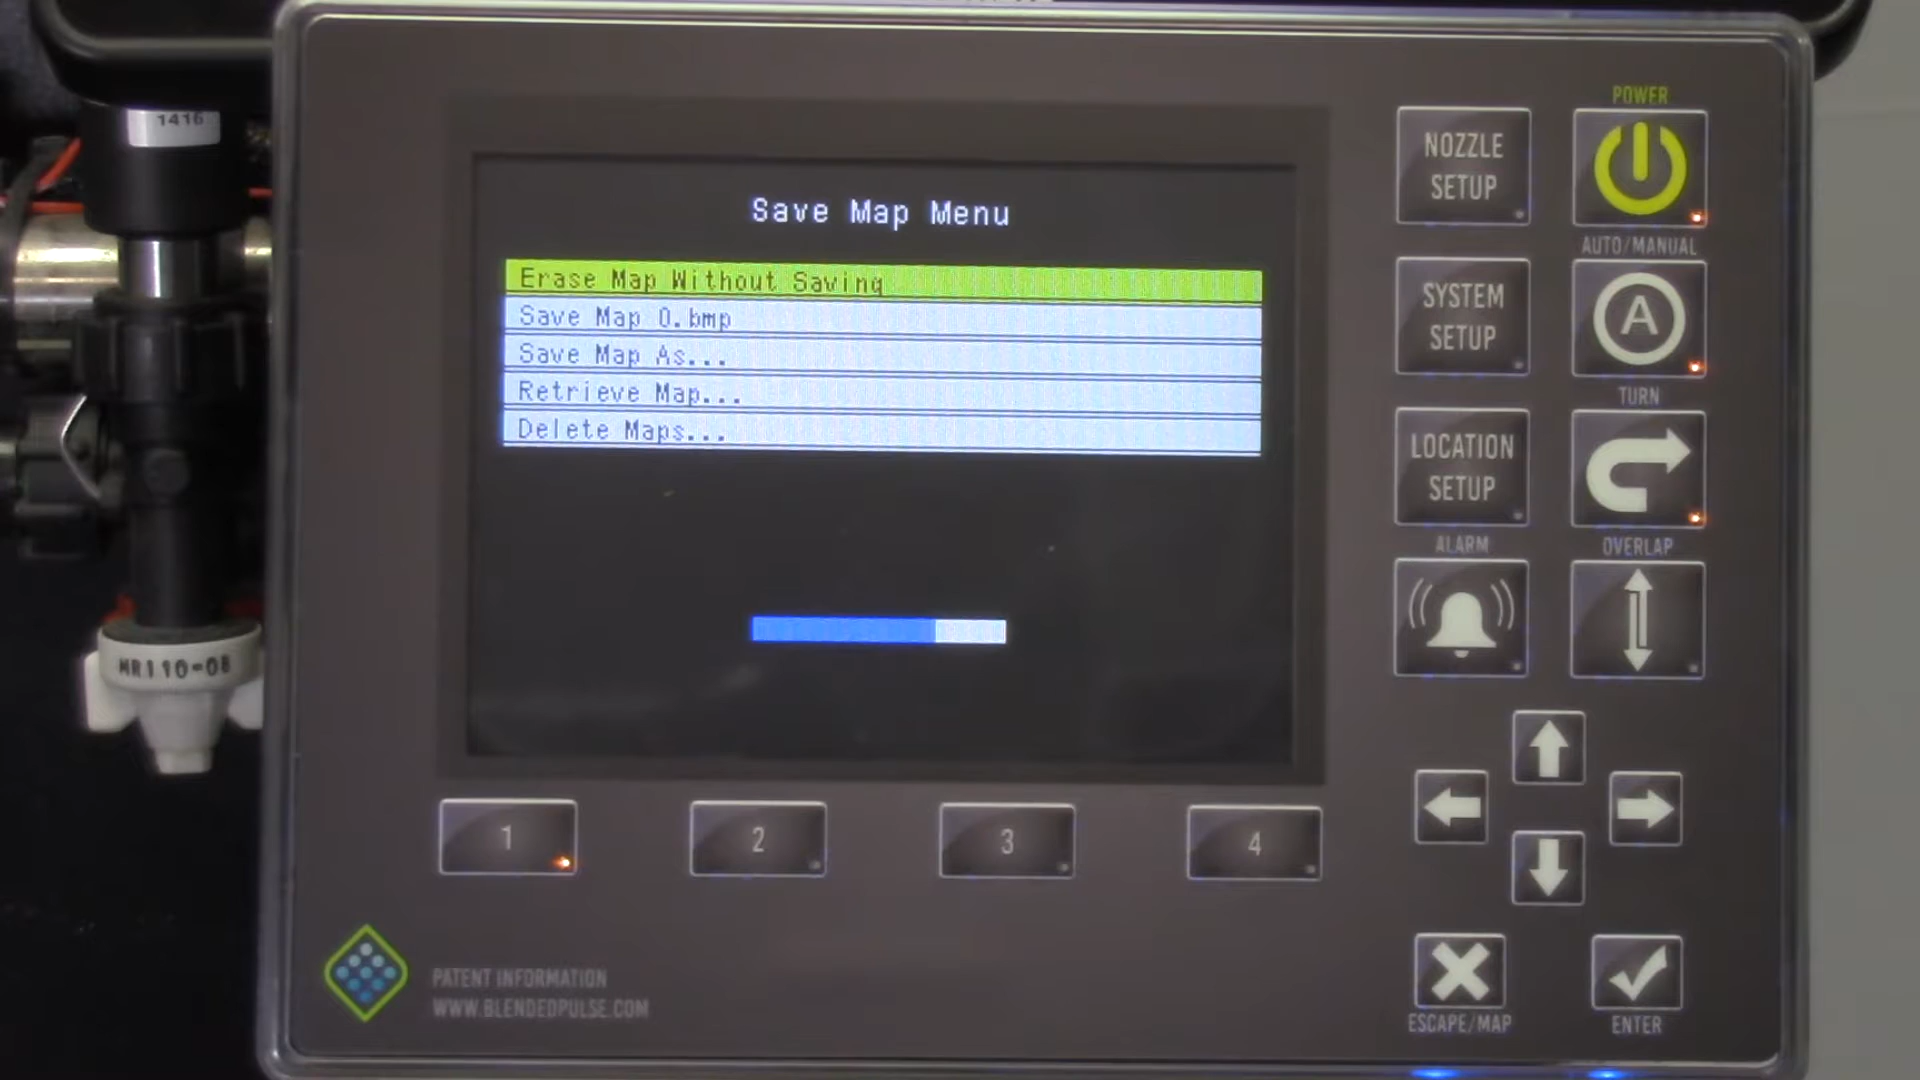 1416
Save Map Menu
Erase Map Without Saving
Save Map 0.bmp
Save Map As...
Retrieve Map...
Delete Maps...
NOZZLE
SETUP
POWER
SYSTEM
SETUP
AUTO/MANUAL
A
LOCATION
SETUP
TURN
ALARM
OVERLAP
MR110-08
1
2
3
4
PATENT INFORMATION
WWW.BLENDEDPULSE.COM
ESCAPE/MAP
ENTER